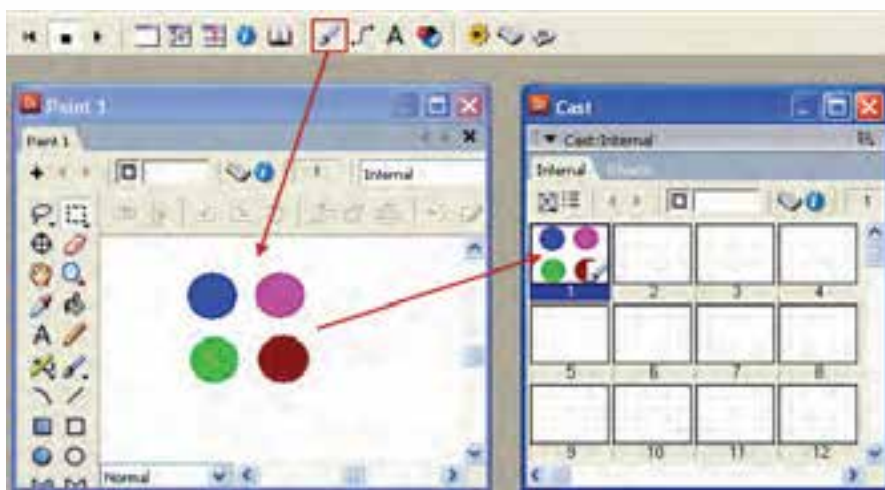 Paint 1
Paint 1
Internal
Normal
Cast
Cast:Internal
Internal
1
1 2 3 4
5 6 7 8
9 10 11 12